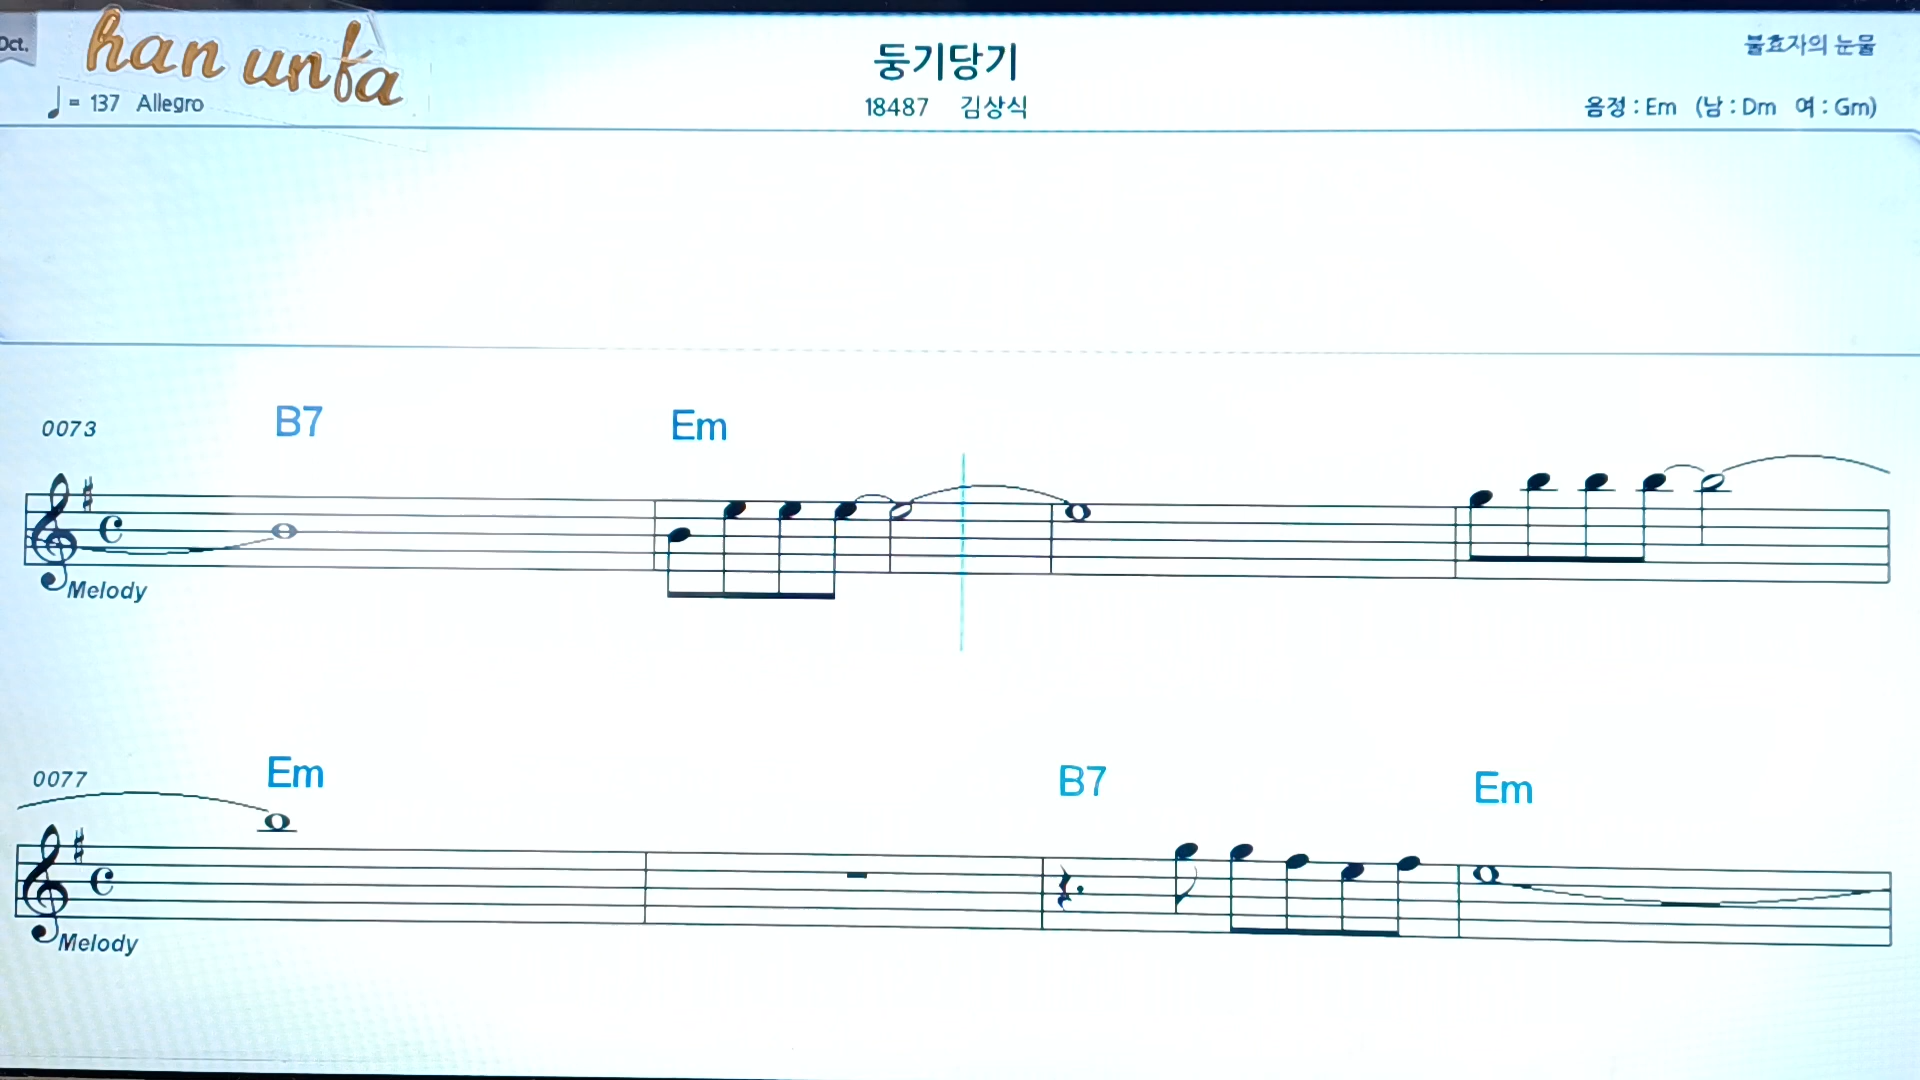 Oct.
han unfa
둥기당기
불효자의 눈물
♩= 137 Allegro
18487 김상식
음정 : Em (남 : Dm 여 : Gm)
0073 B7 Em
Melody
0077 Em B7 Em
Melody